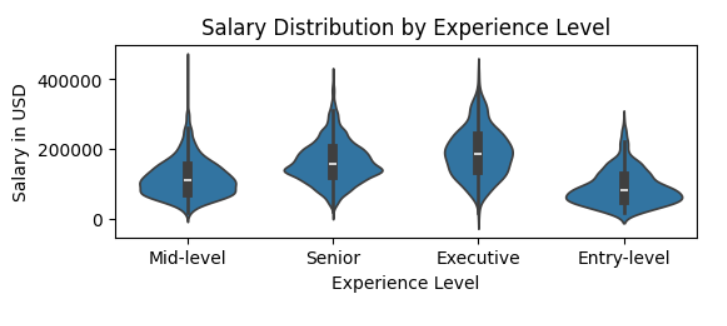 Salary Distribution by Experience Level
Salary in USD
400000
200000
0
Mid-level Senior Executive Entry-level
Experience Level